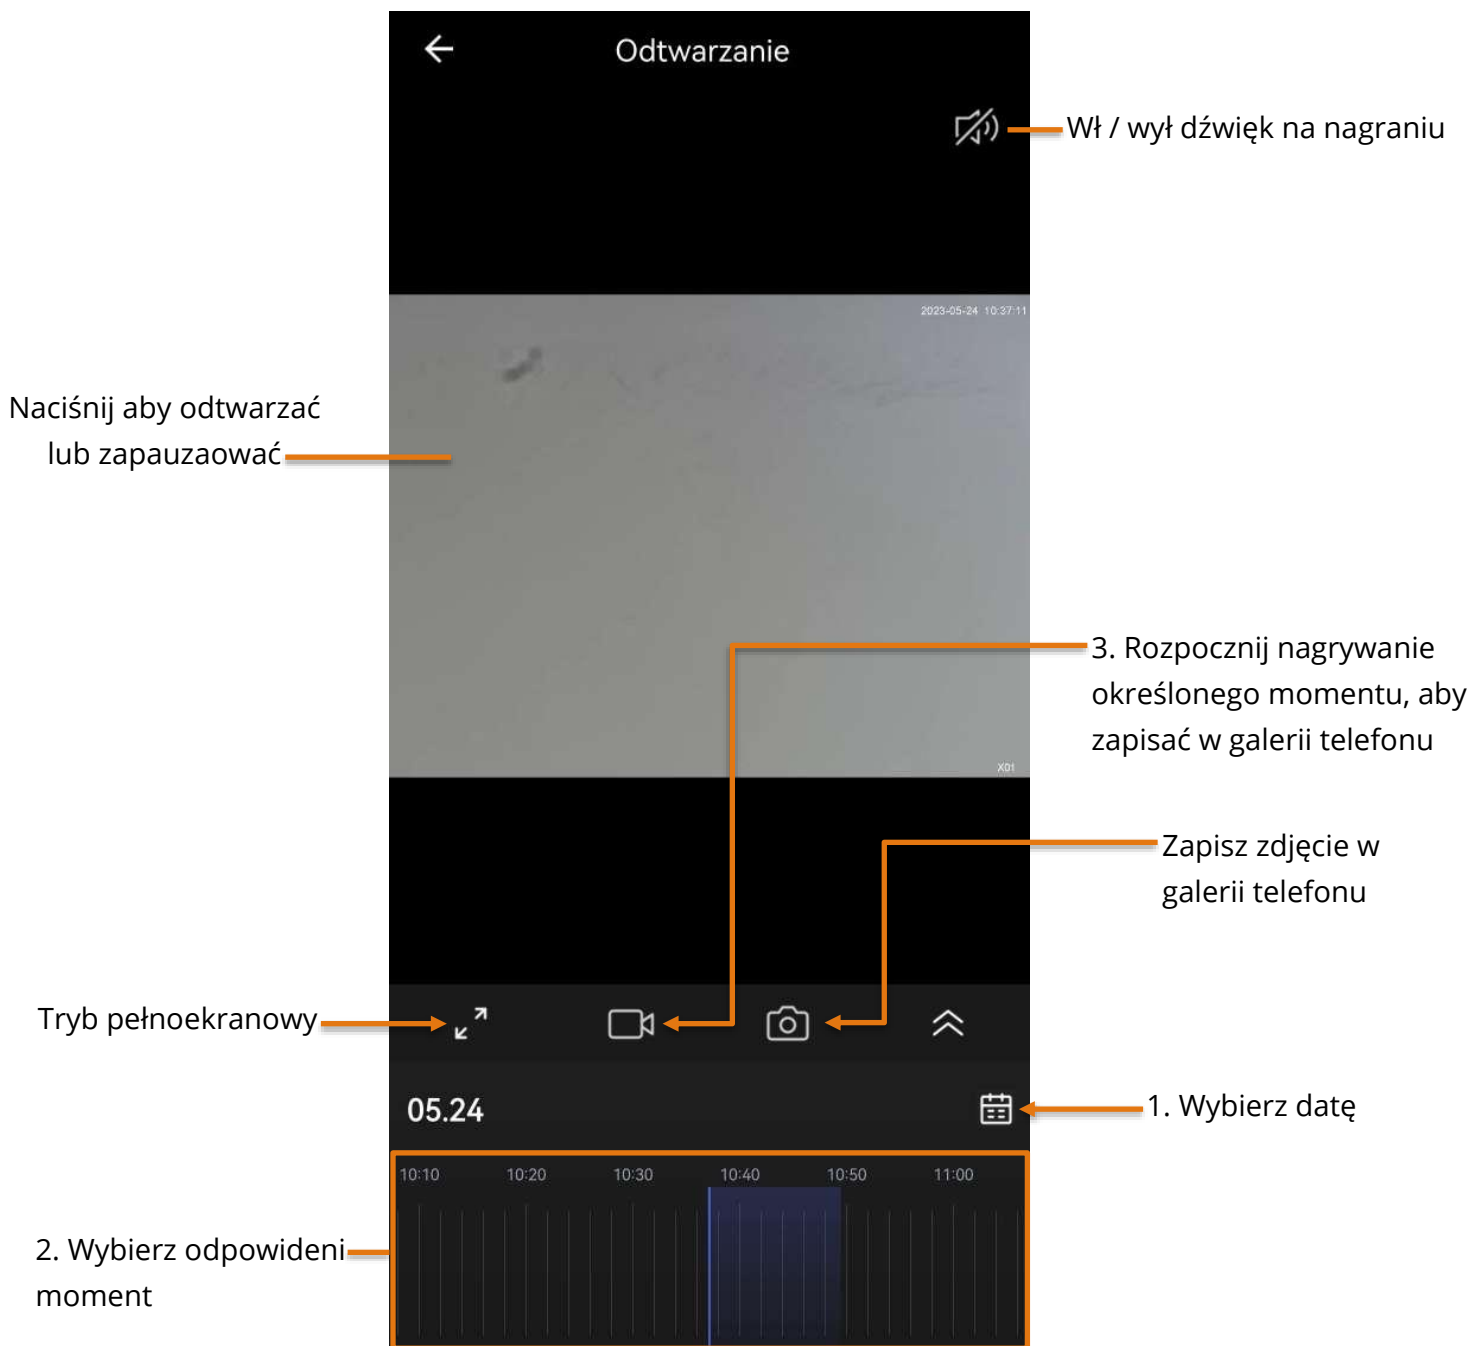 Odtwarzanie
Wł / wył dźwięk na nagraniu
2023-05-24 10:37:11
Naciśnij aby odtwarzać
lub zapauzaować
3. Rozpocznij nagrywanie
określonego momentu, aby
zapisać w galerii telefonu
X01
Zapisz zdjęcie w
galerii telefonu
Tryb pełnoekranowy
05.24
1. Wybierz datę
10:10 10:20 10:30 10:40 10:50 11:00
2. Wybierz odpowideni
moment